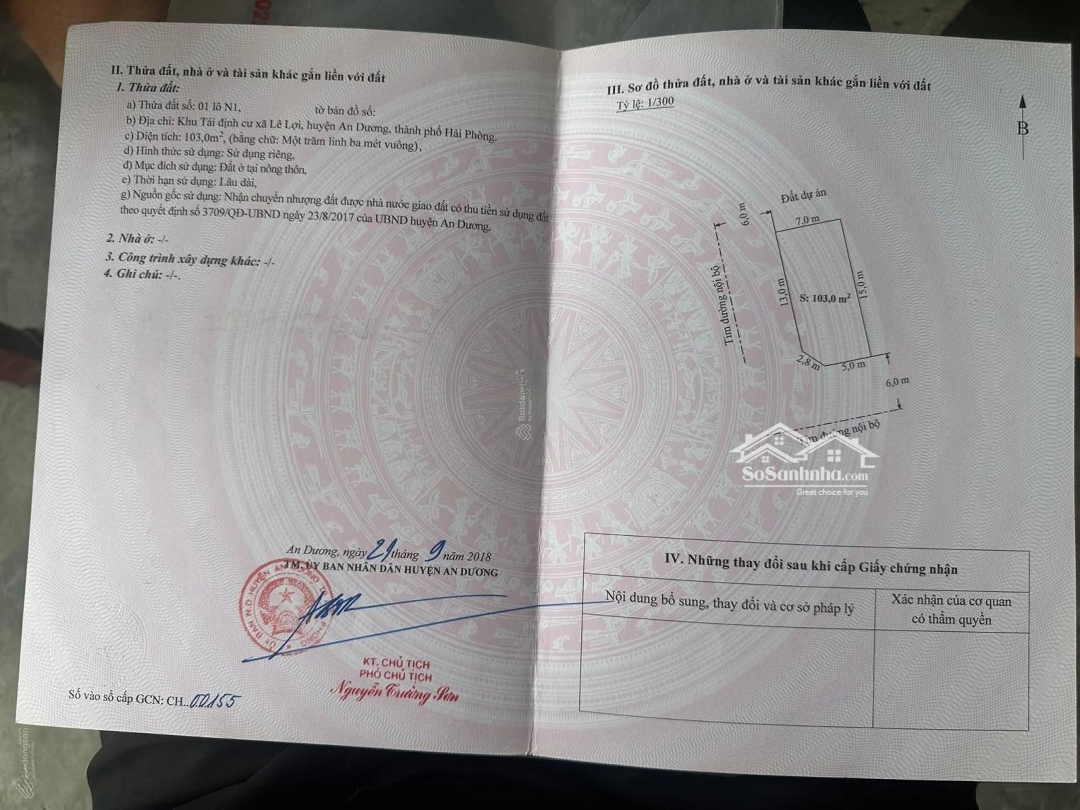 II. Thửa đất, nhà ở và tài sản khác gắn liền với đất
1. Thửa đất:
a) Thửa đất số: 01 lô N1, tờ bản đồ số:
b) Địa chỉ: Khu Tái định cư xã Lê Lợi, huyện An Dương, thành phố Hải Phòng.
c) Diện tích: 103,0m², (bằng chữ: Một trăm linh ba mét vuông),
d) Hình thức sử dụng: Sử dụng riêng,
đ) Mục đích sử dụng: Đất ở tại nông thôn,
e) Thời hạn sử dụng: Lâu dài,
g) Nguồn gốc sử dụng: Nhận chuyển nhượng đất được nhà nước giao đất có thu tiền sử dụng đất
theo quyết định số 3709/QĐ-UBND ngày 23/8/2017 của UBND huyện An Dương.
2. Nhà ở: -/-
3. Công trình xây dựng khác: -/-
4. Ghi chú: -/-.
An Dương, ngày 21 tháng 9 năm 2018
TM. ỦY BAN NHÂN DÂN HUYỆN AN DƯƠNG
KT. CHỦ TỊCH
PHÓ CHỦ TỊCH
Nguyễn Trường Sơn
Số vào sổ cấp GCN: CH..00155
III. Sơ đồ thửa đất, nhà ở và tài sản khác gắn liền với đất
Tỷ lệ: 1/300
B
Đất dự án
6,0 m
7,0 m
Tim đường nội bộ
13,0 m
S: 103,0 m²
15,0 m
2,8 m
5,0 m
6,0 m
Tim đường nội bộ
SoSanhnha.com
Great choice for you
IV. Những thay đổi sau khi cấp Giấy chứng nhận
Nội dung bổ sung, thay đổi và cơ sở pháp lý
Xác nhận của cơ quan
có thẩm quyền